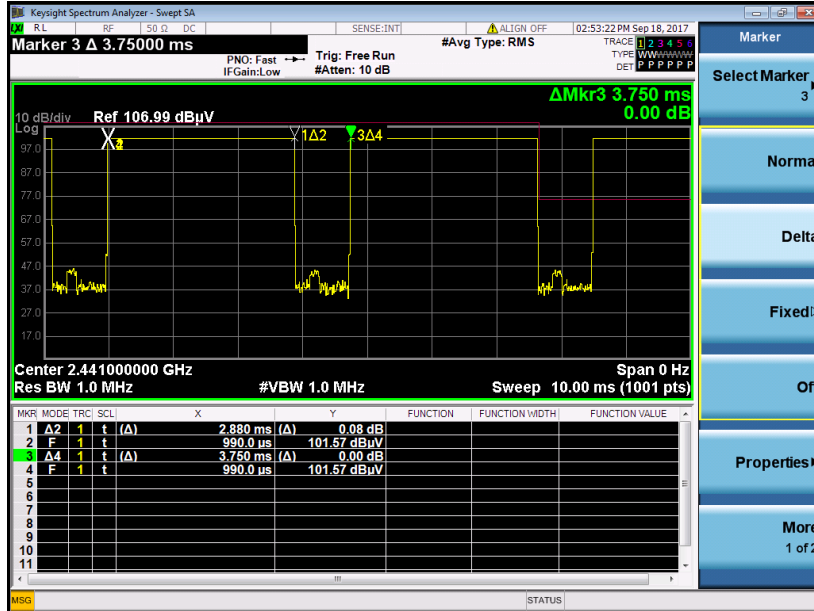 Keysight Spectrum Analyzer - Swept SA
LXI RL RF 50 Ω DC SENSE:INT ALIGN OFF 02:53:22 PM Sep 18, 2017
Marker 3 Δ 3.75000 ms
PNO: Fast
IFGain:Low
Trig: Free Run
#Atten: 10 dB
#Avg Type: RMS
TRACE 1 2 3 4 5 6
TYPE WWWWWW
DET P P P P P P
ΔMkr3 3.750 ms
0.00 dB
10 dB/div Ref 106.99 dBµV
Log
1Δ2 3Δ4
97.0
87.0
77.0
67.0
57.0
47.0
37.0
27.0
17.0
Center 2.441000000 GHz Span 0 Hz
Res BW 1.0 MHz #VBW 1.0 MHz Sweep 10.00 ms (1001 pts)
MKR MODE TRC SCL X Y FUNCTION FUNCTION WIDTH FUNCTION VALUE
1 Δ2 1 t (Δ) 2.880 ms (Δ) 0.08 dB
2 F 1 t 990.0 µs 101.57 dBµV
3 Δ4 1 t (Δ) 3.750 ms (Δ) 0.00 dB
4 F 1 t 990.0 µs 101.57 dBµV
5
6
7
8
9
10
11
MSG STATUS
Marker
Select Marker
3
Norma
Delta
Fixed
Of
Properties
More
1 of 2